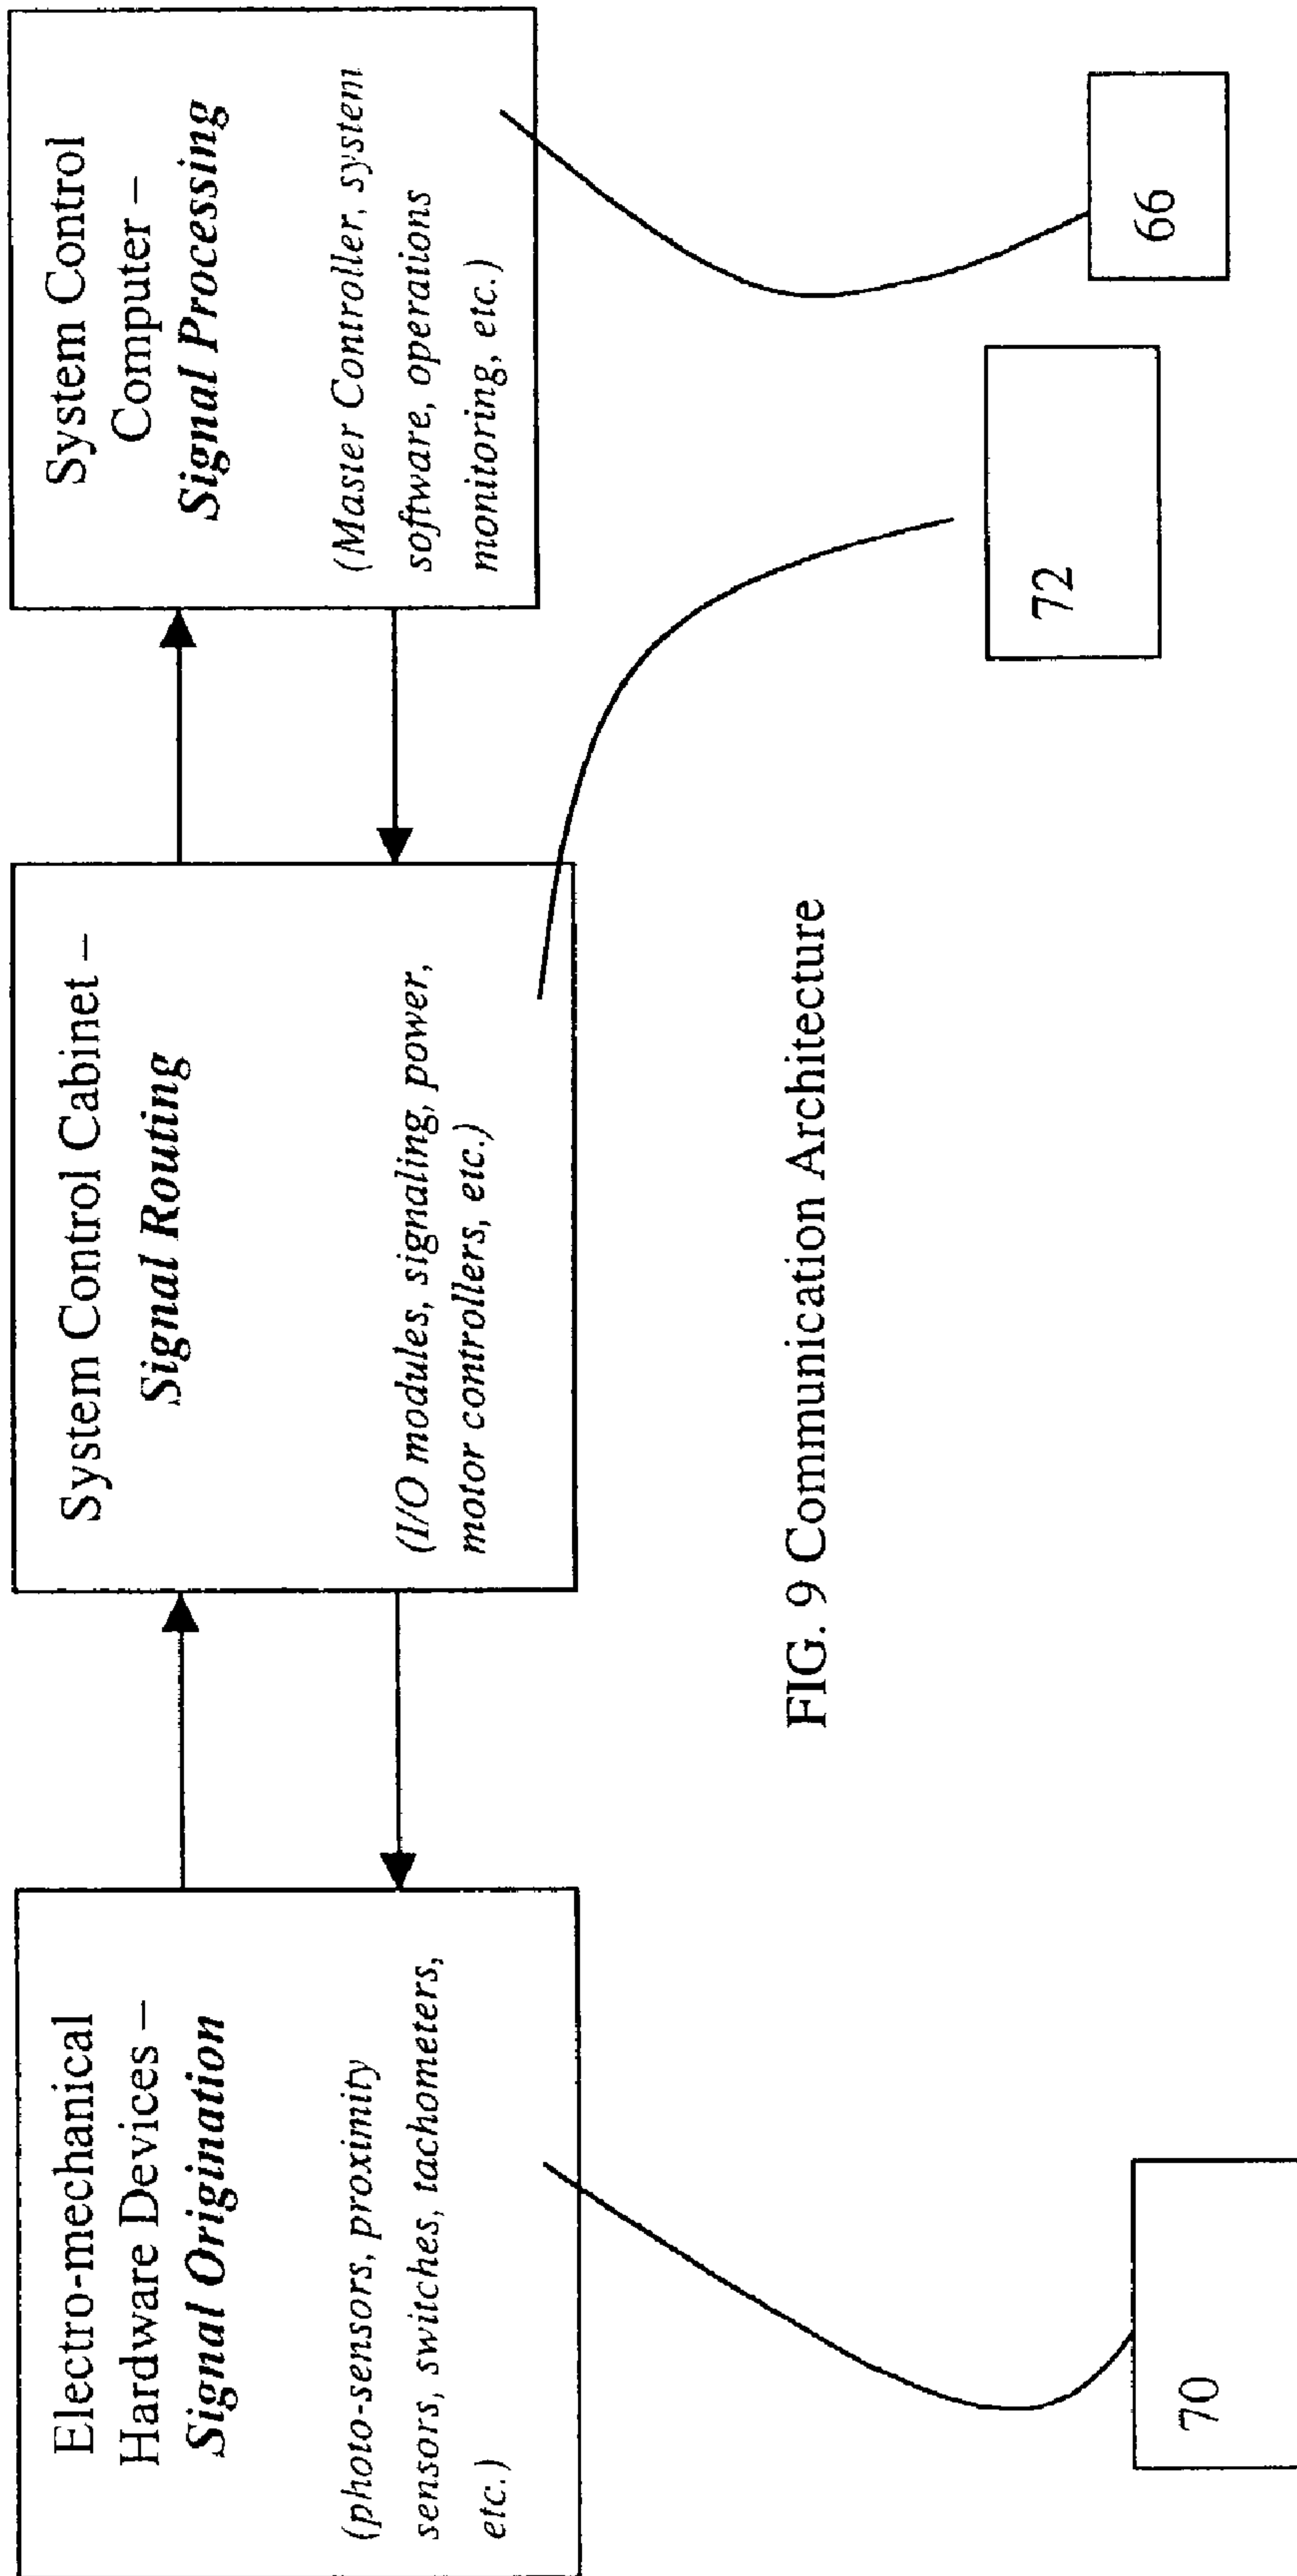 Electro-mechanical
Hardware Devices –
Signal Origination
(photo-sensors, proximity
sensors, switches, tachometers,
etc.)
System Control Cabinet –
Signal Routing
(I/O modules, signaling, power,
motor controllers, etc.)
System Control
Computer –
Signal Processing
(Master Controller, system
software, operations
monitoring, etc.)
FIG. 9 Communication Architecture
70
72
66